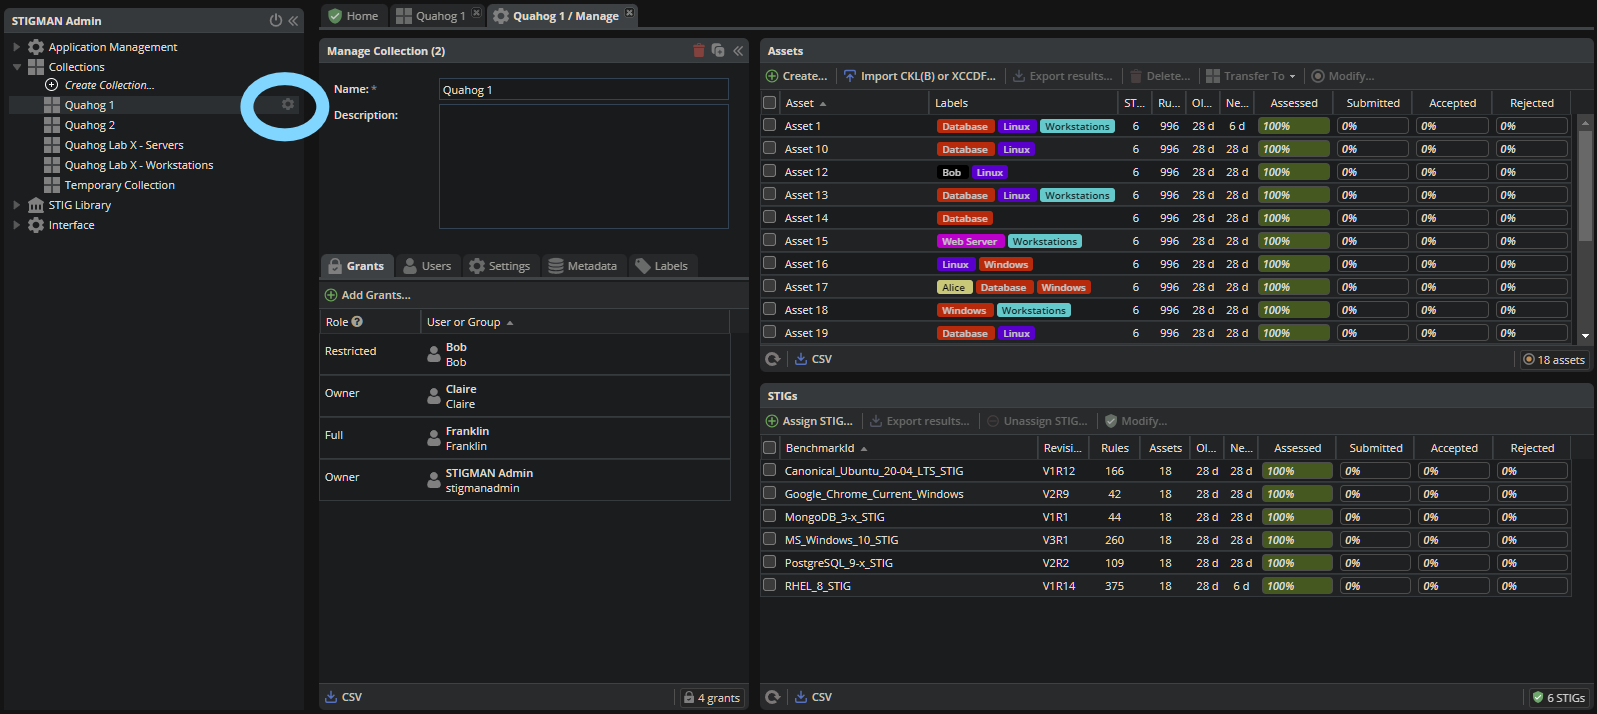 STIGMAN Admin
Application Management
Collections
Create Collection...
Quahog 1
Quahog 2
Quahog Lab X - Servers
Quahog Lab X - Workstations
Temporary Collection
STIG Library
Interface
Home Quahog 1 Quahog 1 / Manage
Manage Collection (2)
Name: * Quahog 1
Description:
Grants Users Settings Metadata Labels
Add Grants...
Role User or Group
Restricted Bob
Bob
Owner Claire
Claire
Full Franklin
Franklin
Owner STIGMAN Admin
stigmanadmin
CSV 4 grants
Assets
Create... Import CKL(B) or XCCDF... Export results... Delete... Transfer To Modify...
Asset Labels ST... Ru... Ol... Ne... Assessed Submitted Accepted Rejected
Asset 1 Database Linux Workstations 6 996 28 d 6 d 100% 0% 0% 0%
Asset 10 Database Linux 6 996 28 d 28 d 100% 0% 0% 0%
Asset 12 Bob Linux 6 996 28 d 28 d 100% 0% 0% 0%
Asset 13 Database Linux Workstations 6 996 28 d 28 d 100% 0% 0% 0%
Asset 14 Database 6 996 28 d 28 d 100% 0% 0% 0%
Asset 15 Web Server Workstations 6 996 28 d 28 d 100% 0% 0% 0%
Asset 16 Linux Windows 6 996 28 d 28 d 100% 0% 0% 0%
Asset 17 Alice Database Windows 6 996 28 d 28 d 100% 0% 0% 0%
Asset 18 Windows Workstations 6 996 28 d 28 d 100% 0% 0% 0%
Asset 19 Database Linux 6 996 28 d 28 d 100% 0% 0% 0%
CSV 18 assets
STIGs
Assign STIG... Export results... Unassign STIG... Modify...
BenchmarkId Revisi... Rules Assets Ol... Ne... Assessed Submitted Accepted Rejected
Canonical_Ubuntu_20-04_LTS_STIG V1R12 166 18 28 d 28 d 100% 0% 0% 0%
Google_Chrome_Current_Windows V2R9 42 18 28 d 28 d 100% 0% 0% 0%
MongoDB_3-x_STIG V1R1 44 18 28 d 28 d 100% 0% 0% 0%
MS_Windows_10_STIG V3R1 260 18 28 d 28 d 100% 0% 0% 0%
PostgreSQL_9-x_STIG V2R2 109 18 28 d 28 d 100% 0% 0% 0%
RHEL_8_STIG V1R14 375 18 28 d 6 d 100% 0% 0% 0%
CSV 6 STIGs